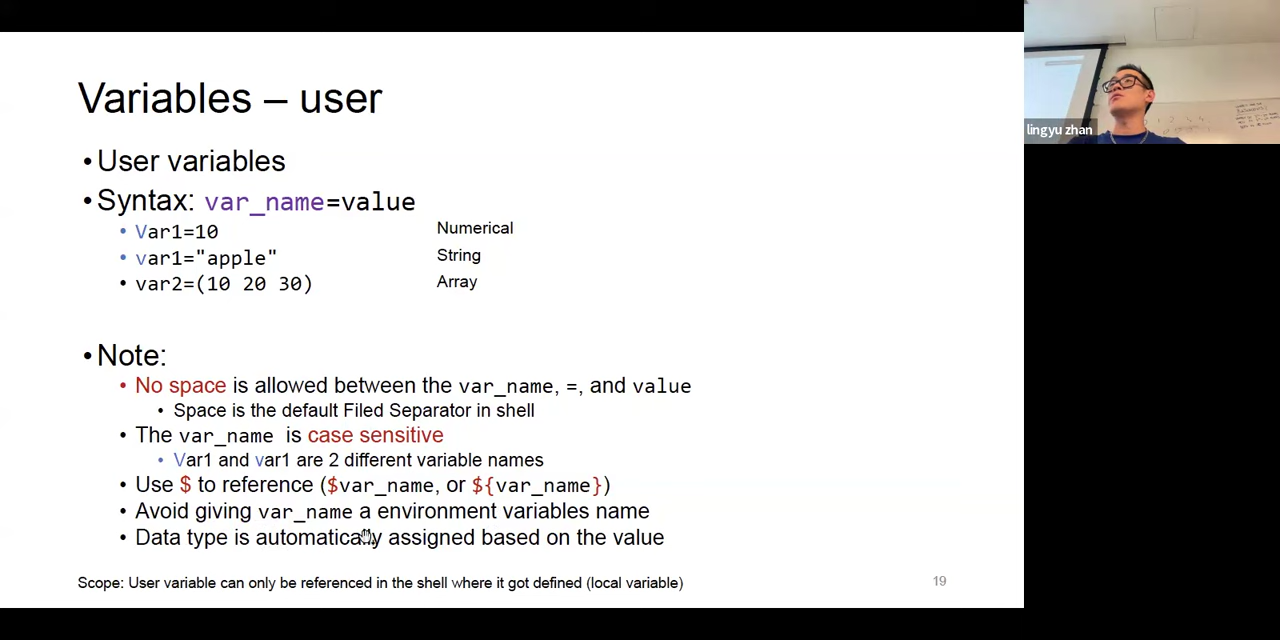 Variables – user
•User variables
•Syntax: var_name=value
• Var1=10 Numerical
• var1="apple" String
• var2=(10 20 30) Array
•Note:
• No space is allowed between the var_name, =, and value
• Space is the default Filed Separator in shell
• The var_name is case sensitive
• Var1 and var1 are 2 different variable names
• Use $ to reference ($var_name, or ${var_name})
• Avoid giving var_name a environment variables name
• Data type is automatically assigned based on the value
Scope: User variable can only be referenced in the shell where it got defined (local variable)
19
lingyu zhan